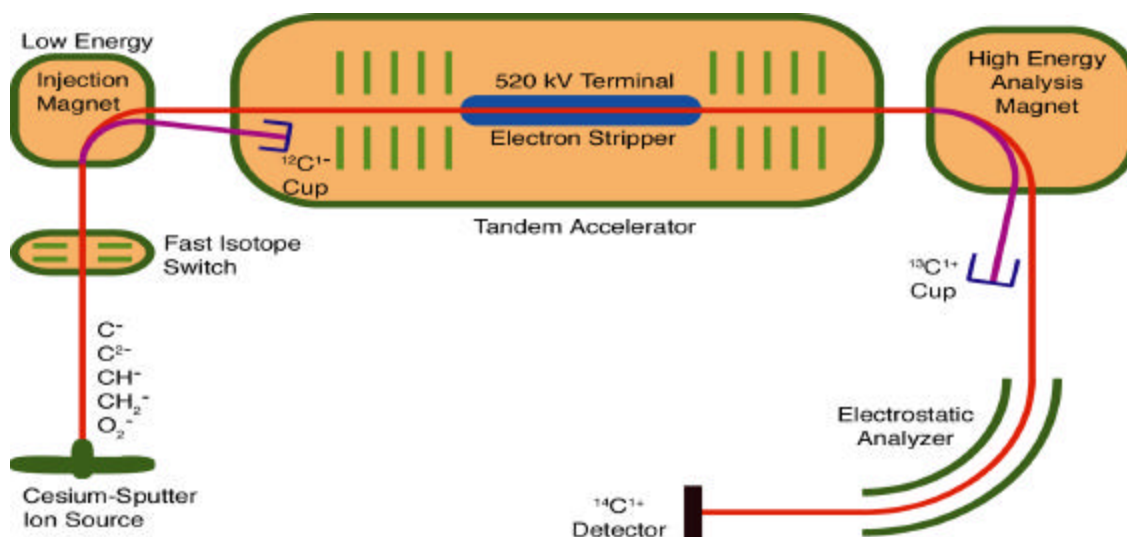 Low Energy
Injection
Magnet
520 kV Terminal
Electron Stripper
High Energy
Analysis
Magnet
¹²C¹⁻
Cup
Tandem Accelerator
Fast Isotope
Switch
¹³C¹⁺
Cup
C⁻
C²⁻
CH⁻
CH₂⁻
O₂⁻
Electrostatic
Analyzer
Cesium-Sputter
Ion Source
¹⁴C¹⁺
Detector